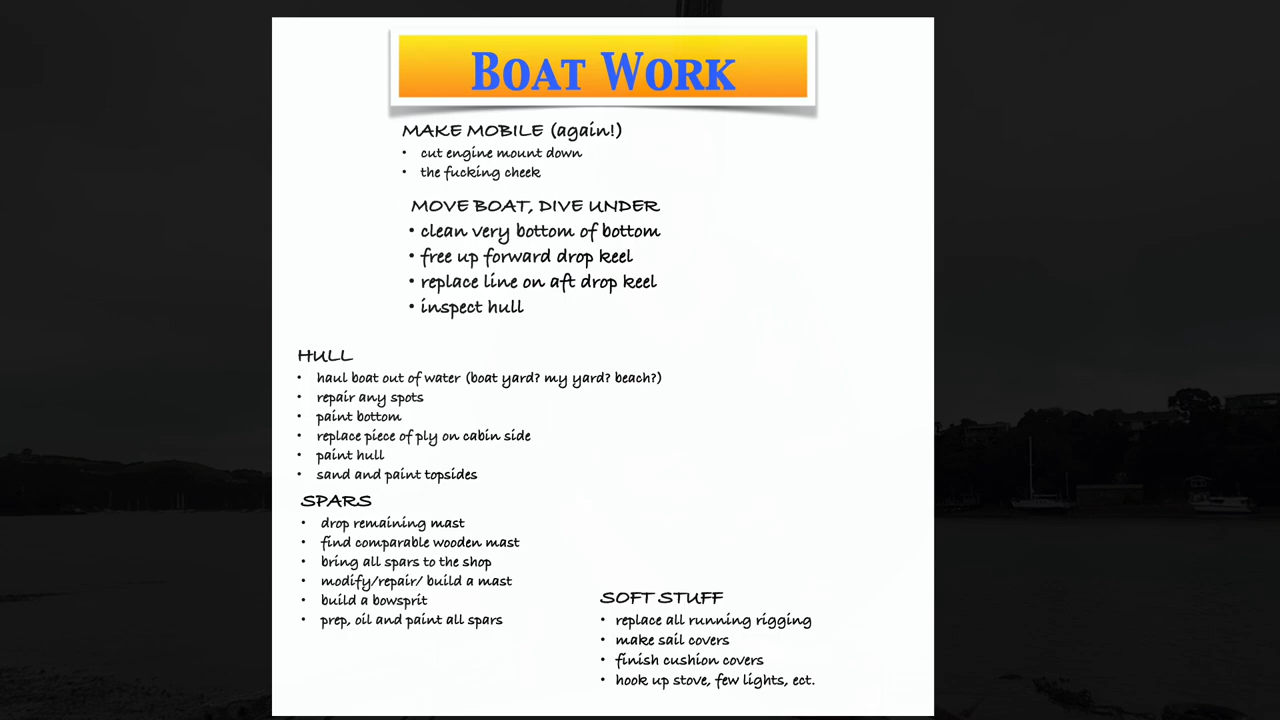 BOAT WORK
MAKE MOBILE (again!)
• cut engine mount down
• the fucking cheek
MOVE BOAT, DIVE UNDER
• clean very bottom of bottom
• free up forward drop keel
• replace line on aft drop keel
• inspect hull
HULL
• haul boat out of water (boat yard? my yard? beach?)
• repair any spots
• paint bottom
• replace piece of ply on cabin side
• paint hull
• sand and paint topsides
SPARS
• drop remaining mast
• find comparable wooden mast
• bring all spars to the shop
• modify/repair/ build a mast
• build a bowsprit
• prep, oil and paint all spars
SOFT STUFF
• replace all running rigging
• make sail covers
• finish cushion covers
• hook up stove, few lights, ect.